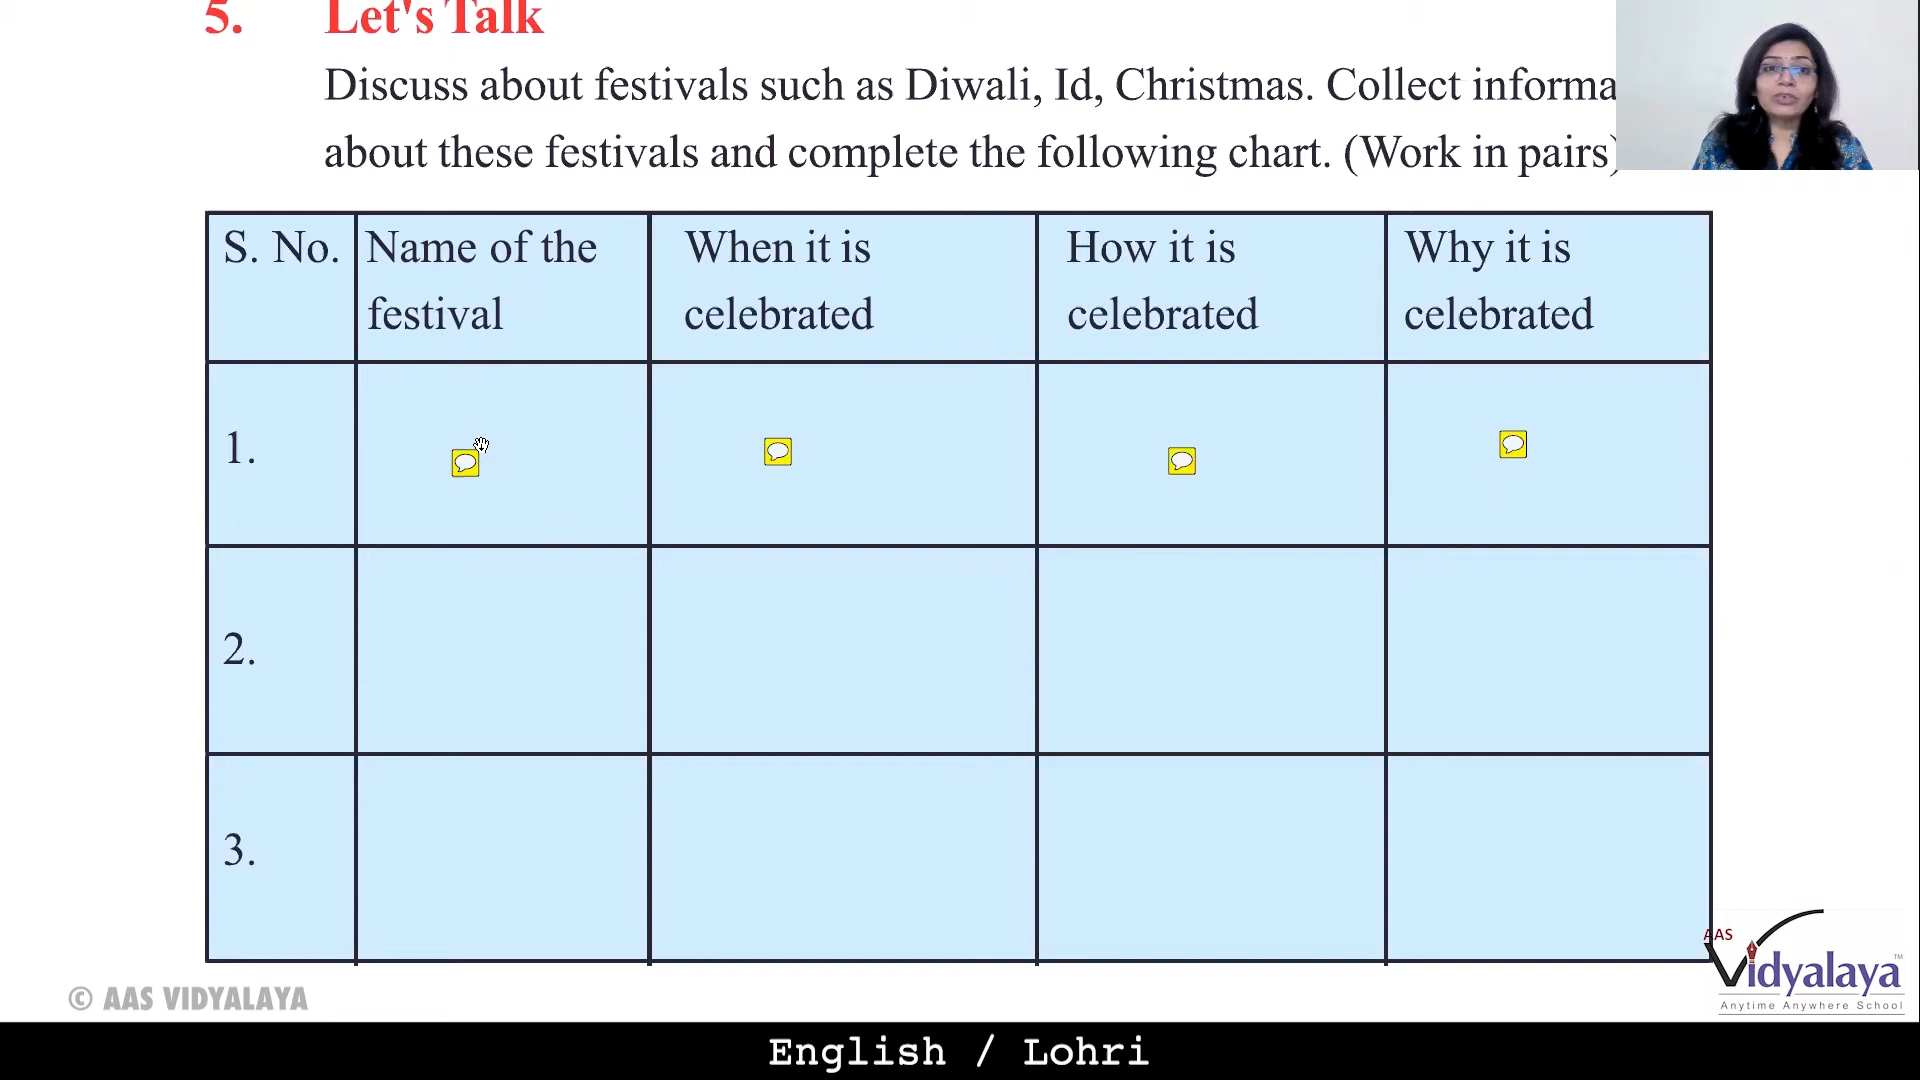 5. Let's Talk
Discuss about festivals such as Diwali, Id, Christmas. Collect informa
about these festivals and complete the following chart. (Work in pairs)
S. No. Name of the festival When it is celebrated How it is celebrated Why it is celebrated
1.
2.
3.
© AAS VIDYALAYA
AAS
Vidyalaya™
Anytime Anywhere School
English / Lohri